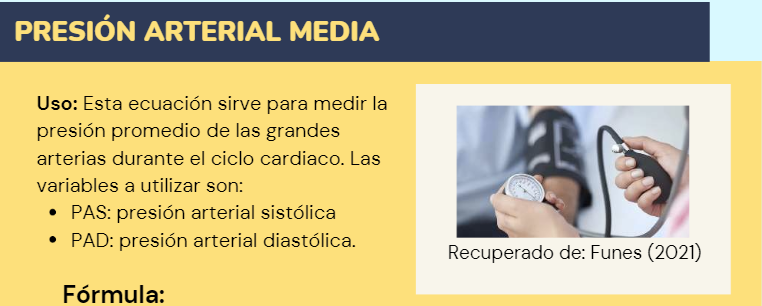 PRESIÓN ARTERIAL MEDIA
Uso: Esta ecuación sirve para medir la
presión promedio de las grandes
arterias durante el ciclo cardiaco. Las
variables a utilizar son:
• PAS: presión arterial sistólica
• PAD: presión arterial diastólica.
Fórmula:
Recuperado de: Funes (2021)